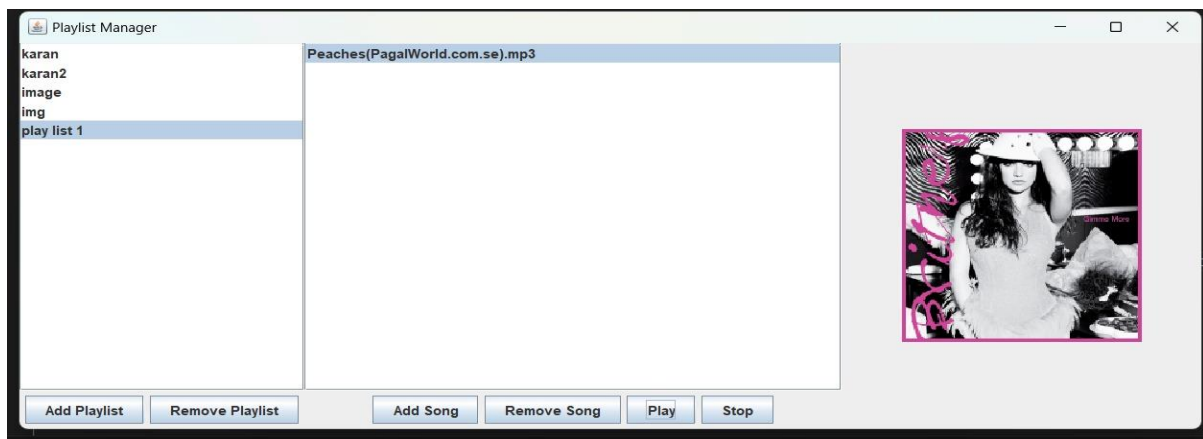 Playlist Manager
karan
karan2
image
img
play list 1
Peaches(PagalWorld.com.se).mp3
Britney
Gimme More
Add Playlist
Remove Playlist
Add Song
Remove Song
Play
Stop